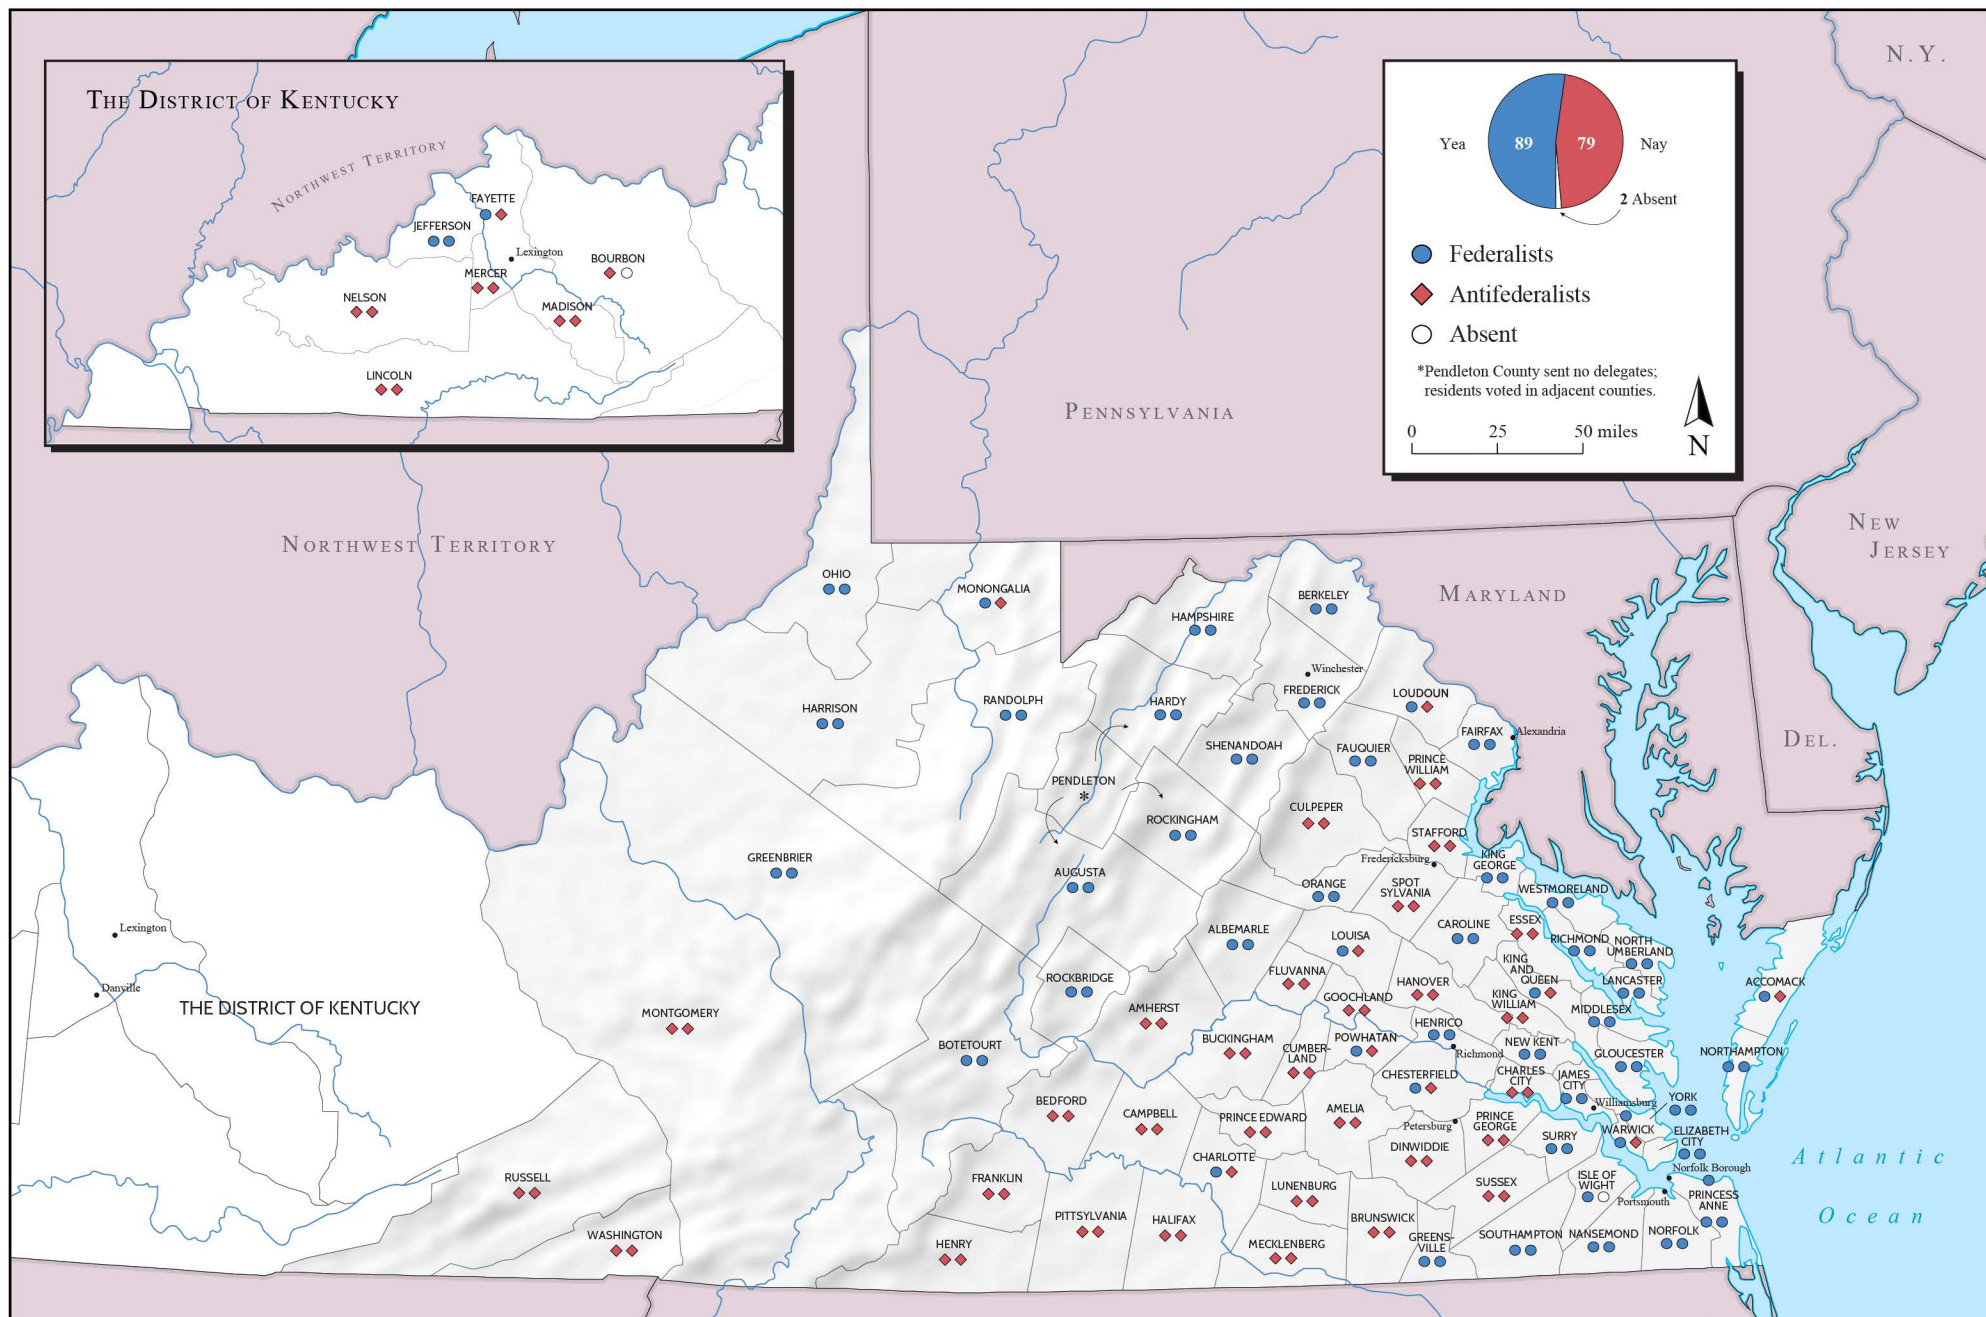 THE DISTRICT OF KENTUCKY
NORTHWEST TERRITORY
FAYETTE
JEFFERSON
Lexington
BOURBON
MERCER
NELSON
MADISON
LINCOLN
N.Y.
Yea
89
79
Nay
2 Absent
Federalists
Antifederalists
Absent
*Pendleton County sent no delegates;
residents voted in adjacent counties.
0 25 50 miles
N
PENNSYLVANIA
NORTHWEST TERRITORY
NEW
JERSEY
MARYLAND
DEL.
OHIO
MONONGALIA
HAMPSHIRE
BERKELEY
Winchester
FREDERICK
LOUDOUN
HARRISON
RANDOLPH
HARDY
FAIRFAX
Alexandria
SHENANDOAH
FAUQUIER
PRINCE
WILLIAM
PENDLETON
*
CULPEPER
ROCKINGHAM
STAFFORD
Fredericksburg
KING
GEORGE
GREENBRIER
AUGUSTA
ORANGE
SPOT
SYLVANIA
WESTMORELAND
ALBEMARLE
LOUISA
CAROLINE
ESSEX
RICHMOND
NORTH
UMBERLAND
Lexington
Danville
THE DISTRICT OF KENTUCKY
ROCKBRIDGE
FLUVANNA
HANOVER
KING
AND
QUEEN
LANCASTER
ACCOMACK
MONTGOMERY
AMHERST
GOOCHLAND
KING
WILLIAM
MIDDLESEX
BOTETOURT
BUCKINGHAM
CUMBER-
LAND
POWHATAN
HENRICO
Richmond
NEW KENT
GLOUCESTER
NORTHAMPTON
CHESTERFIELD
CHARLES
CITY
JAMES
CITY
Williamsburg
YORK
BEDFORD
CAMPBELL
PRINCE EDWARD
AMELIA
Petersburg
PRINCE
GEORGE
SURRY
WARWICK
ELIZABETH
CITY
Atlantic
Ocean
RUSSELL
FRANKLIN
CHARLOTTE
DINWIDDIE
Norfolk Borough
LUNENBURG
SUSSEX
ISLE OF
WIGHT
Portsmouth
PRINCESS
ANNE
WASHINGTON
HENRY
PITTSYLVANIA
HALIFAX
MECKLENBERG
BRUNSWICK
GREENS-
VILLE
SOUTHAMPTON
NANSEMOND
NORFOLK